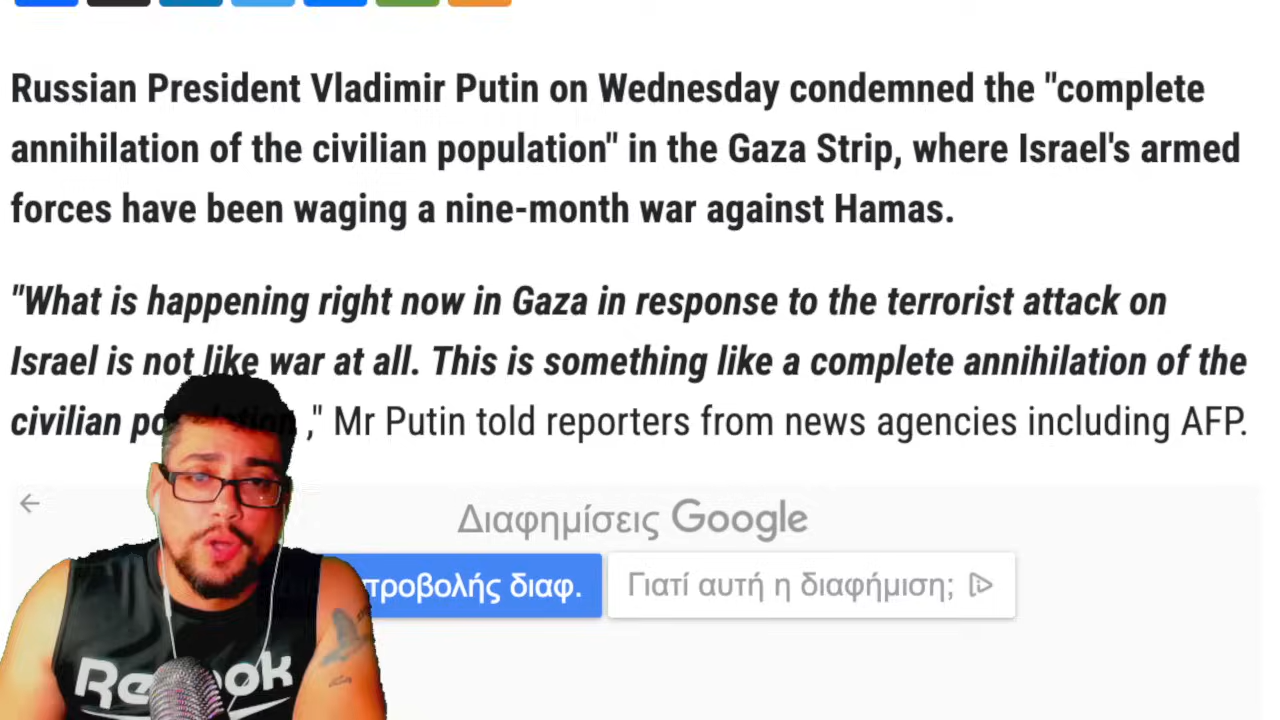 Russian President Vladimir Putin on Wednesday condemned the "complete
annihilation of the civilian population" in the Gaza Strip, where Israel's armed
forces have been waging a nine-month war against Hamas.
"What is happening right now in Gaza in response to the terrorist attack on
Israel is not like war at all. This is something like a complete annihilation of the
civilian population ," Mr Putin told reporters from news agencies including AFP.
Διαφημίσεις Google
διαφ.
Γιατί αυτή η διαφήμιση;
Reebok